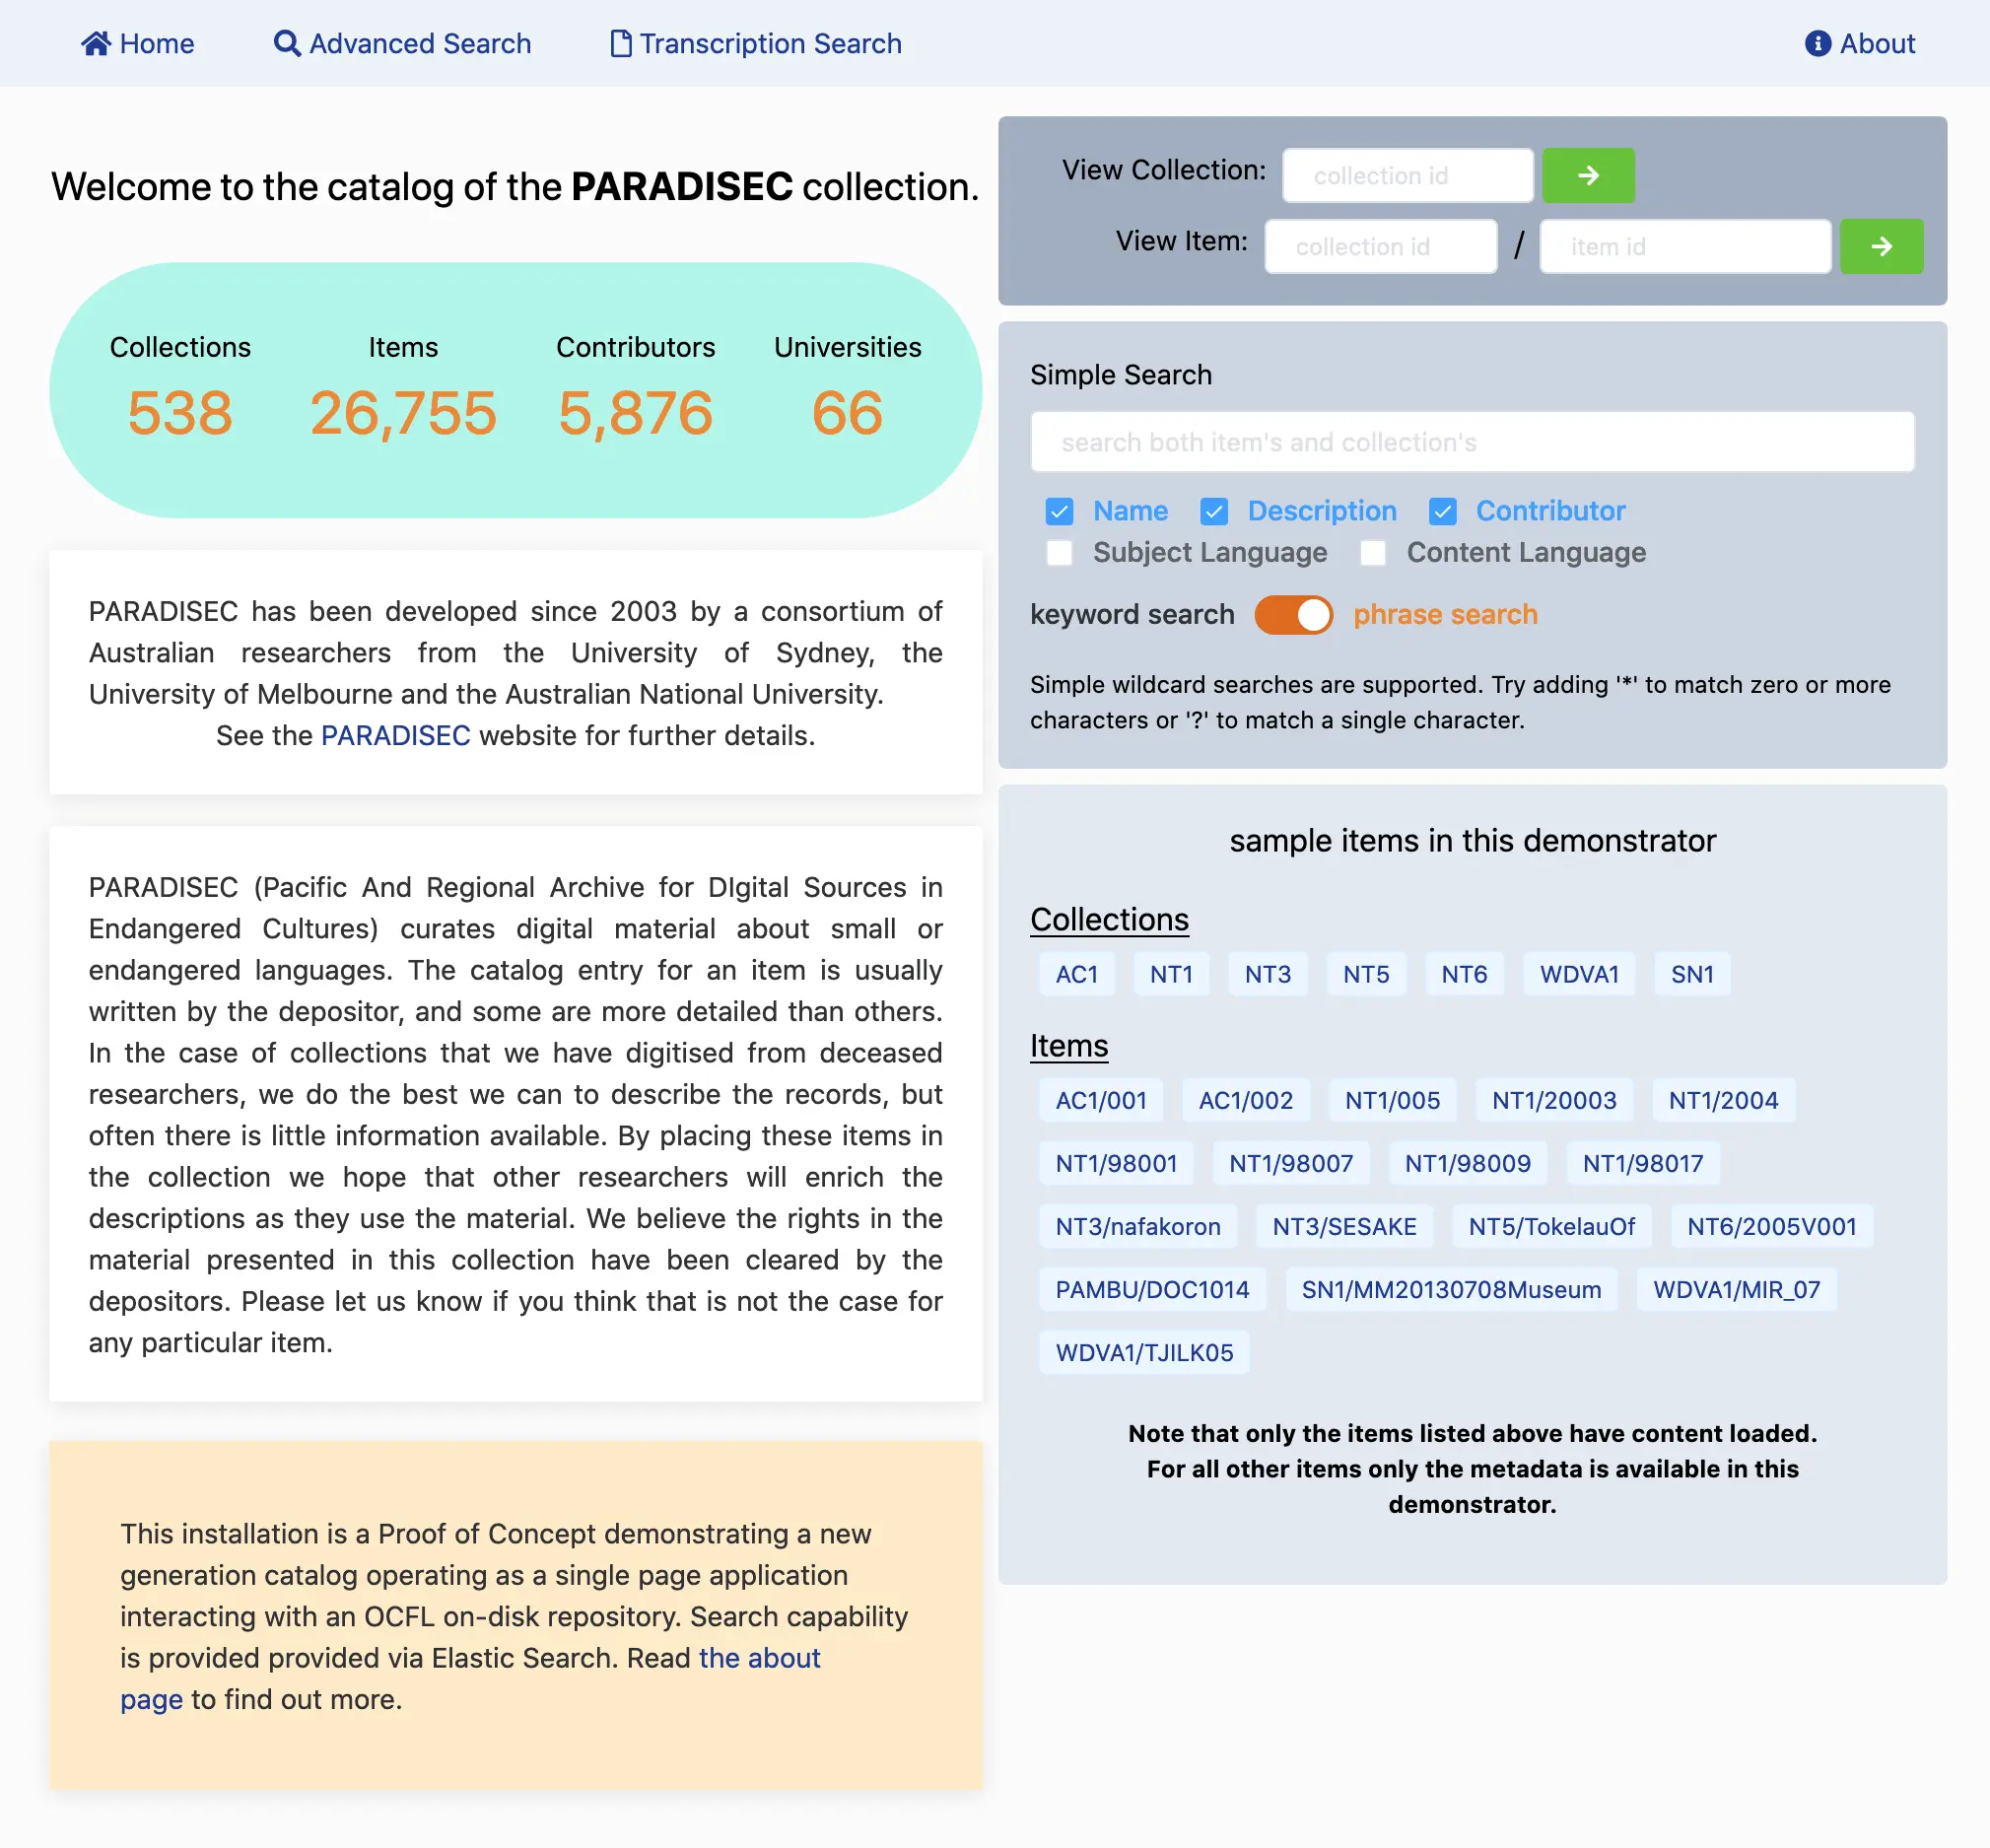 Home
Advanced Search
Transcription Search
About
Welcome to the catalog of the PARADISEC collection.
Collections
Items
Contributors
Universities
538
26,755
5,876
66
PARADISEC has been developed since 2003 by a consortium of
Australian researchers from the University of Sydney, the
University of Melbourne and the Australian National University.
See the PARADISEC website for further details.
PARADISEC (Pacific And Regional Archive for DIgital Sources in
Endangered Cultures) curates digital material about small or
endangered languages. The catalog entry for an item is usually
written by the depositor, and some are more detailed than others.
In the case of collections that we have digitised from deceased
researchers, we do the best we can to describe the records, but
often there is little information available. By placing these items in
the collection we hope that other researchers will enrich the
descriptions as they use the material. We believe the rights in the
material presented in this collection have been cleared by the
depositors. Please let us know if you think that is not the case for
any particular item.
This installation is a Proof of Concept demonstrating a new
generation catalog operating as a single page application
interacting with an OCFL on-disk repository. Search capability
is provided provided via Elastic Search. Read the about
page to find out more.
View Collection: collection id
View Item: collection id / item id
Simple Search
search both item's and collection's
Name Description Contributor
Subject Language Content Language
keyword search phrase search
Simple wildcard searches are supported. Try adding '*' to match zero or more
characters or '?' to match a single character.
sample items in this demonstrator
Collections
AC1 NT1 NT3 NT5 NT6 WDVA1 SN1
Items
AC1/001 AC1/002 NT1/005 NT1/20003 NT1/2004
NT1/98001 NT1/98007 NT1/98009 NT1/98017
NT3/nafakoron NT3/SESAKE NT5/TokelauOf NT6/2005V001
PAMBU/DOC1014 SN1/MM20130708Museum WDVA1/MIR_07
WDVA1/TJILK05
Note that only the items listed above have content loaded.
For all other items only the metadata is available in this
demonstrator.